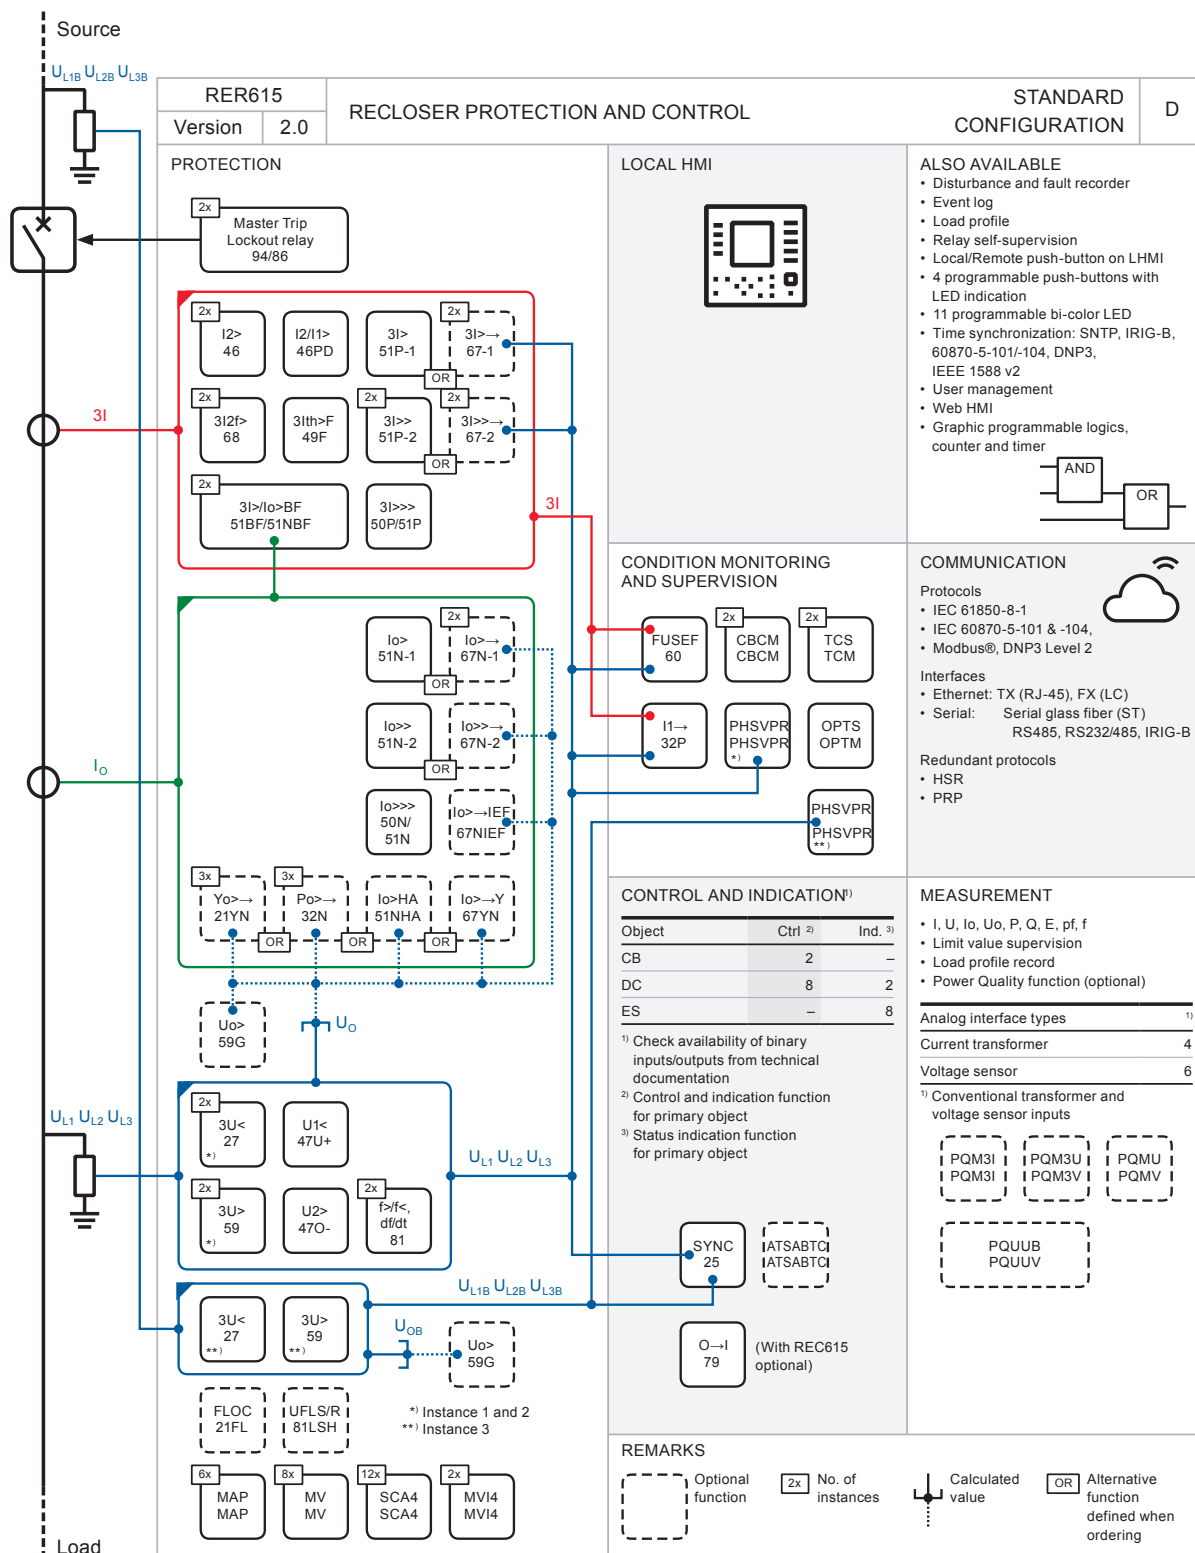 Source
UL1B UL2B UL3B
RER615
Version 2.0
RECLOSER PROTECTION AND CONTROL
STANDARD
CONFIGURATION
D
PROTECTION
2x
Master Trip
Lockout relay
94/86
2x
I2>
46
I2/I1>
46PD
3I>
51P-1
2x
3I>→
67-1
OR
3I
2x
3I2f>
68
3Ith>F
49F
2x
3I>>
51P-2
2x
3I>>→
67-2
OR
2x
3I>/Io>BF
51BF/51NBF
3I>>>
50P/51P
3I
Io>
51N-1
2x
Io>→
67N-1
OR
Io>>
51N-2
Io>>→
67N-2
OR
IO
Io>>>
50N/
51N
Io>→IEF
67NIEF
3x
Yo>→
21YN
OR
3x
Po>→
32N
OR
Io>HA
51NHA
OR
Io>→Y
67YN
Uo>
59G
UO
UL1 UL2 UL3
2x
3U<
27
*)
U1<
47U+
2x
3U>
59
*)
U2>
47O-
2x
f>/f<,
df/dt
81
UL1 UL2 UL3
3U<
27
**)
3U>
59
**)
UL1B UL2B UL3B
UOB
Uo>
59G
FLOC
21FL
UFLS/R
81LSH
*) Instance 1 and 2
**) Instance 3
6x
MAP
MAP
8x
MV
MV
12x
SCA4
SCA4
2x
MVI4
MVI4
Load
LOCAL HMI
ALSO AVAILABLE
• Disturbance and fault recorder
• Event log
• Load profile
• Relay self-supervision
• Local/Remote push-button on LHMI
• 4 programmable push-buttons with
LED indication
• 11 programmable bi-color LED
• Time synchronization: SNTP, IRIG-B,
60870-5-101/-104, DNP3,
IEEE 1588 v2
• User management
• Web HMI
• Graphic programmable logics,
counter and timer
AND
OR
CONDITION MONITORING
AND SUPERVISION
FUSEF
60
2x
CBCM
CBCM
2x
TCS
TCM
I1→
32P
PHSVPR
PHSVPR
*)
OPTS
OPTM
PHSVPR
PHSVPR
**)
COMMUNICATION
Protocols
• IEC 61850-8-1
• IEC 60870-5-101 & -104,
• Modbus®, DNP3 Level 2
Interfaces
• Ethernet: TX (RJ-45), FX (LC)
• Serial: Serial glass fiber (ST)
RS485, RS232/485, IRIG-B
Redundant protocols
• HSR
• PRP
CONTROL AND INDICATION1)
Object Ctrl 2) Ind. 3)
CB 2 –
DC 8 2
ES – 8
1) Check availability of binary
inputs/outputs from technical
documentation
2) Control and indication function
for primary object
3) Status indication function
for primary object
SYNC
25
ATSABTC
ATSABTC
O→I
79
(With REC615
optional)
MEASUREMENT
• I, U, Io, Uo, P, Q, E, pf, f
• Limit value supervision
• Load profile record
• Power Quality function (optional)
Analog interface types 1)
Current transformer 4
Voltage sensor 6
1) Conventional transformer and
voltage sensor inputs
PQM3I
PQM3I
PQM3U
PQM3V
PQMU
PQMV
PQUUB
PQUUV
REMARKS
Optional
function
2x
No. of
instances
Calculated
value
OR
Alternative
function
defined when
ordering